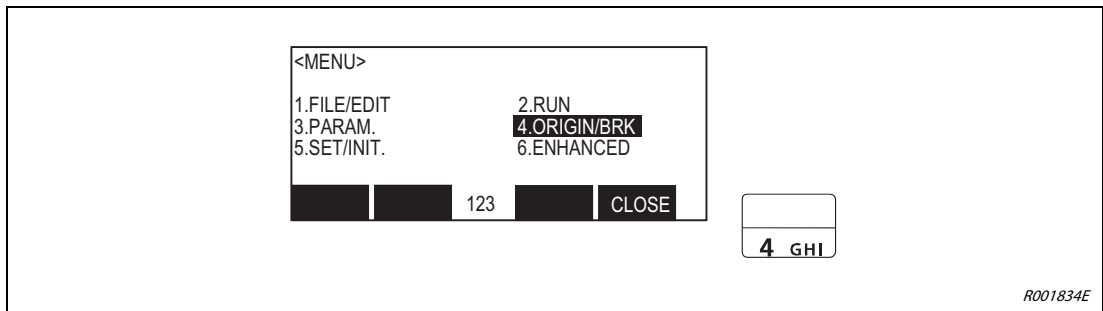 <MENU>
1.FILE/EDIT 2.RUN
3.PARAM. 4.ORIGIN/BRK
5.SET/INIT. 6.ENHANCED
123 CLOSE
4 GHI
R001834E